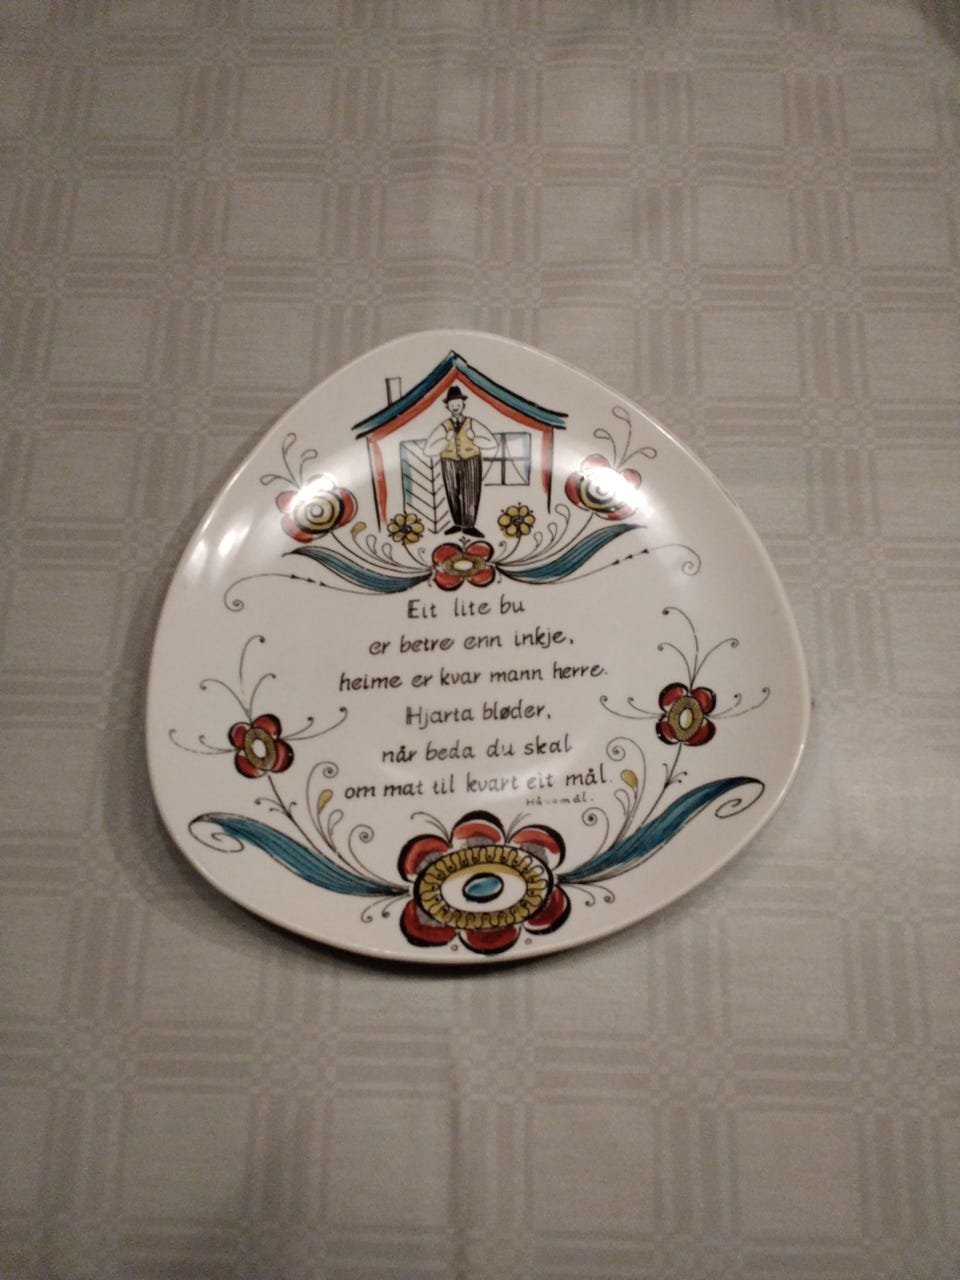 Eit lite bu
er betre enn inkje,
heime er kvar mann herre.
Hjarta bløder,
når beda du skal
om mat til kvart eit mål.
Håvamål.